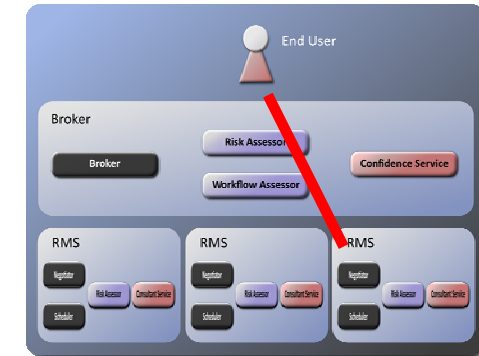 End User
Broker
Risk Assessor
Broker
Confidence Service
Workflow Assessor
RMS
RMS
RMS
Negotiator
Risk Assessor
Consultant Service
Scheduler
Negotiator
Risk Assessor
Consultant Service
Scheduler
Negotiator
Risk Assessor
Consultant Service
Scheduler